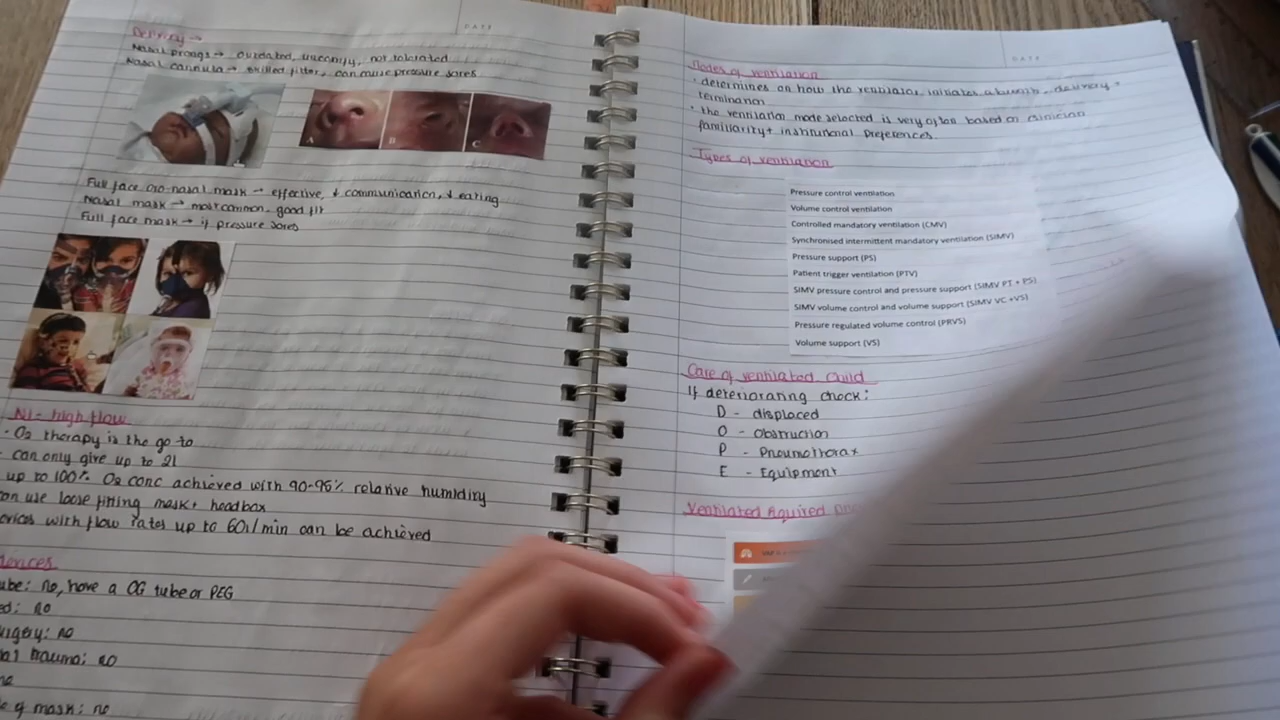 DATE
Delivery →
Nasal prongs → outdated, uncomfy, not tolerated
Nasal cannula → skilled fitter, can cause pressure sores
A B C
Full face oro-nasal mask → effective, ↓ communication, ↓ eating
Nasal mask → most common, good fit
Full face mask → if pressure sores
NI - high flow
· O2 therapy is the go to
can only give up to 2l
up to 100% O2 conc achieved with 90-96% relative humidity
can use loose fitting mask + headbox
devices with flow rates up to 60l/min can be achieved
devices
ube: no, have a OG tube or PEG
ed: no
urgery: no
al trauma: no
e of mask: no
DATE
Modes of ventilation
· determines on how the ventilator initiates a breath, delivery +
termination
· the ventilation mode selected is very often based on clinician
familiarity + institutional preferences.
Types of ventilation
Pressure control ventilation
Volume control ventilation
Controlled mandatory ventilation (CMV)
Synchronised intermittent mandatory ventilation (SIMV)
Pressure support (PS)
Patient trigger ventilation (PTV)
SIMV pressure control and pressure support (SIMV PT + PS)
SIMV volume control and volume support (SIMV VC +VS)
Pressure regulated volume control (PRVS)
Volume support (VS)
Care of ventilated child
If deteriorating check:
D - displaced
O - obstruction
P - Pneumothorax
E - Equipment
Ventilated Aquired